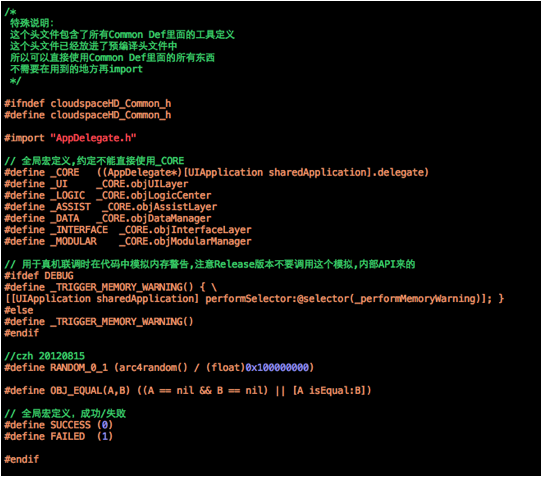 /*
特殊说明:
这个头文件包含了所有Common Def里面的工具定义
这个头文件已经放进了预编译头文件中
所以可以直接使用Common Def里面的所有东西
不需要在用到的地方再import
*/
#ifndef cloudspaceHD_Common_h
#define cloudspaceHD_Common_h
#import "AppDelegate.h"
// 全局宏定义,约定不能直接使用_CORE
#define _CORE ((AppDelegate*)[UIApplication sharedApplication].delegate)
#define _UI _CORE.objUILayer
#define _LOGIC _CORE.objLogicCenter
#define _ASSIST _CORE.objAssistLayer
#define _DATA _CORE.objDataManager
#define _INTERFACE _CORE.objInterfaceLayer
#define _MODULAR _CORE.objModularManager
// 用于真机联调时在代码中模拟内存警告,注意Release版本不要调用这个模拟,内部API来的
#ifdef DEBUG
#define _TRIGGER_MEMORY_WARNING() { \
[[UIApplication sharedApplication] performSelector:@selector(_performMemoryWarning)]; }
#else
#define _TRIGGER_MEMORY_WARNING()
#endif
//czh 20120815
#define RANDOM_0_1 (arc4random() / (float)0x100000000)
#define OBJ_EQUAL(A,B) ((A == nil && B == nil) || [A isEqual:B])
// 全局宏定义，成功/失败
#define SUCCESS (0)
#define FAILED (1)
#endif